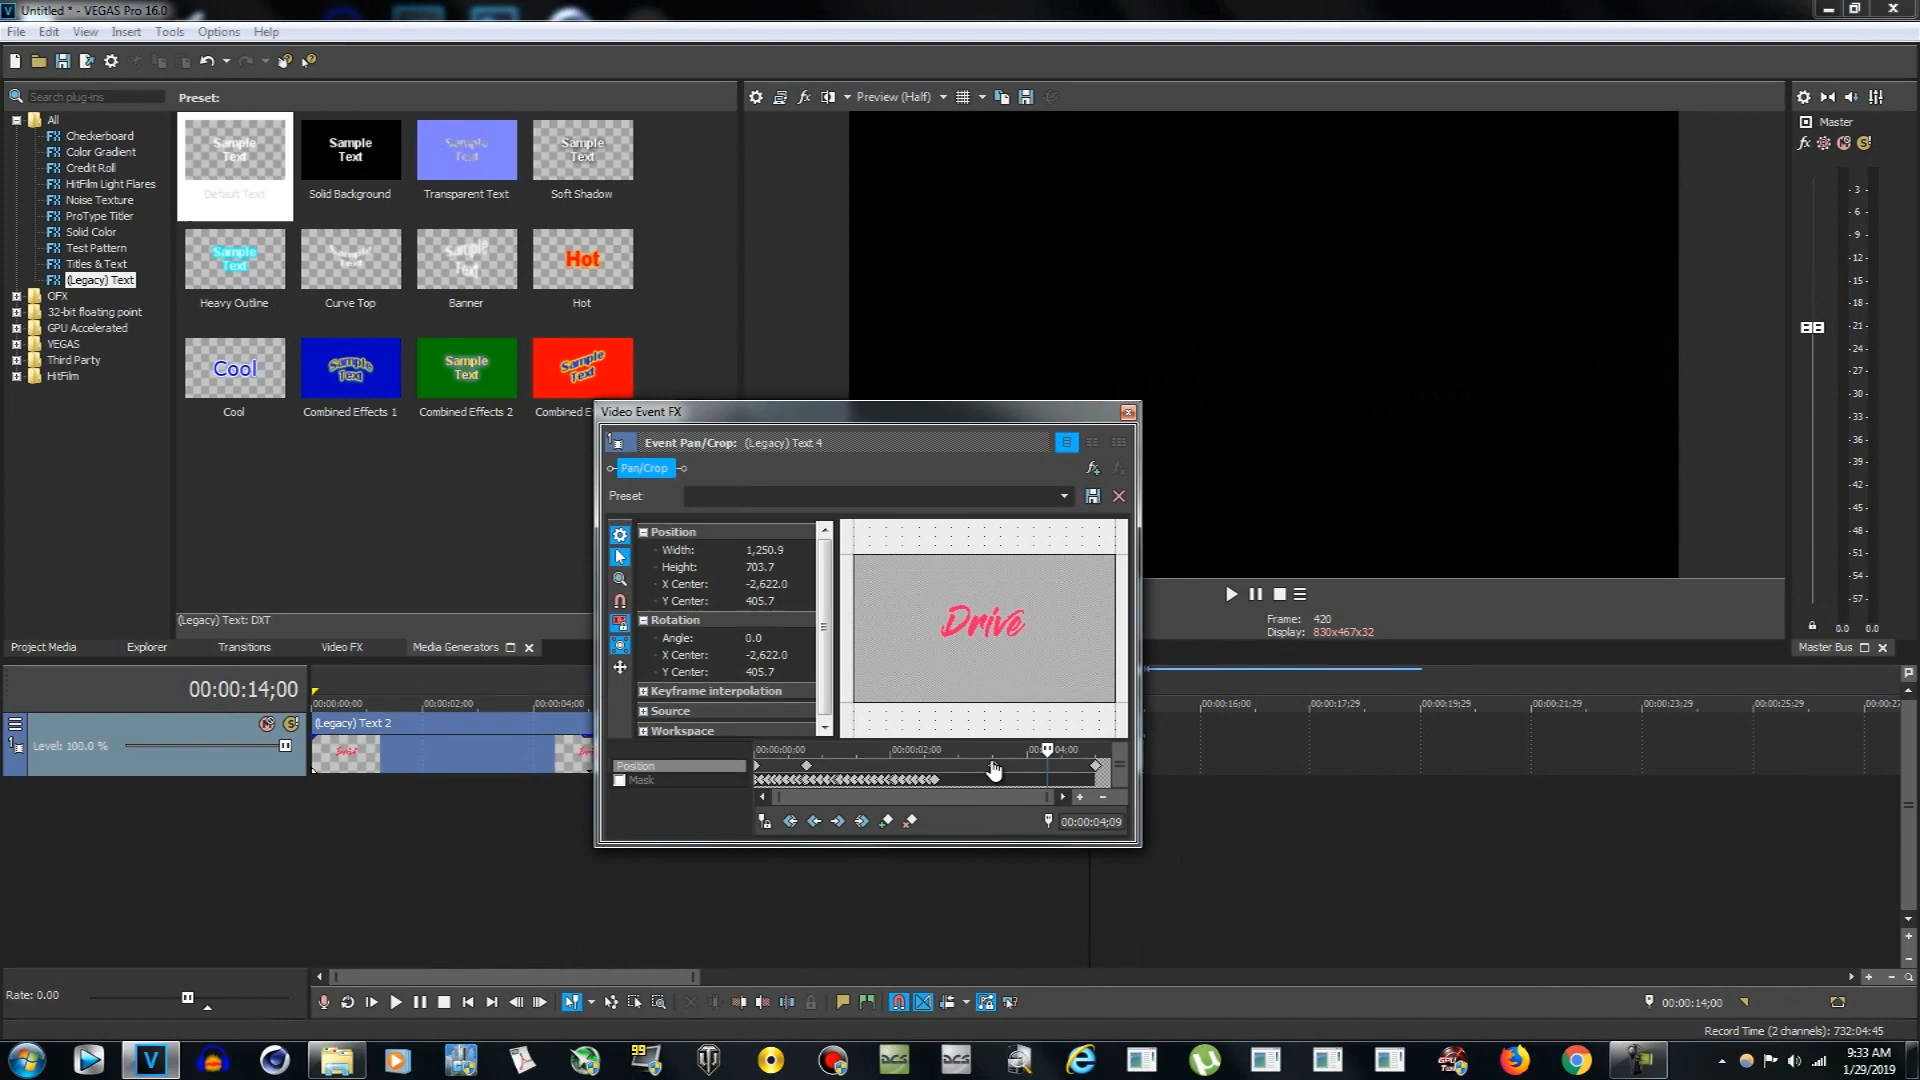 Untitled * - VEGAS Pro 16.0
File Edit View Insert Tools Options Help
Search plug-ins
Preset:
Preview (Half)
All
Checkerboard
Color Gradient
Credit Roll
HitFilm Light Flares
Noise Texture
ProType Titler
Solid Color
Test Pattern
Titles & Text
(Legacy) Text
OFX
32-bit floating point
GPU Accelerated
VEGAS
Third Party
HitFilm
Sample Text
Sample Text
Sample Text
Sample Text
Default Text
Solid Background
Transparent Text
Soft Shadow
Sample Text
Sample Text
Sample Text
Hot
Heavy Outline
Curve Top
Banner
Hot
Cool
Sample Text
Sample Text
Sample Text
Cool
Combined Effects 1
Combined Effects 2
Combined E
Master
- 3 -
- 6 -
- 9 -
- 12 -
- 15 -
- 18 -
- 21 -
- 24 -
- 27 -
- 30 -
- 33 -
- 36 -
- 39 -
- 42 -
- 45 -
- 48 -
- 51 -
- 54 -
- 57 -
0.0 0.0
Master Bus
Video Event FX
Event Pan/Crop: (Legacy) Text 4
Pan/Crop
Preset:
Position
Width: 1,250.9
Height: 703.7
X Center: -2,622.0
Y Center: 405.7
Rotation
Angle: 0.0
X Center: -2,622.0
Y Center: 405.7
Keyframe interpolation
Source
Workspace
Drive
00:00:00;00
00:00:02;00
Position
Mask
00:00:04;09
Frame: 420
Display: 830x467x32
(Legacy) Text: DXT
Project Media
Explorer
Transitions
Video FX
Media Generators
00:00:14;00
00:00:00;00
00:00:02;00
00:00:04;00
00:00:16;00
00:00:17;29
00:00:19;29
00:00:21;29
00:00:23;29
00:00:25;29
(Legacy) Text 2
Level: 100.0 %
Drive
Rate: 0.00
00:00:14;00
Record Time (2 channels): 732:04:45
9:33 AM
1/29/2019